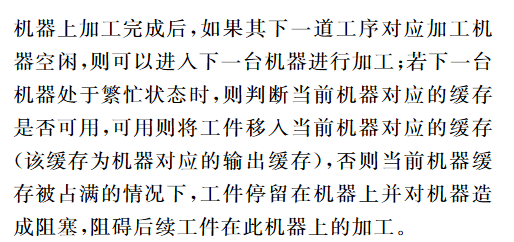 机器上加工完成后,如果其下一道工序对应加工机
器空闲,则可以进入下一台机器进行加工;若下一台
机器处于繁忙状态时,则判断当前机器对应的缓存
是否可用,可用则将工件移入当前机器对应的缓存
(该缓存为机器对应的输出缓存),否则当前机器缓
存被占满的情况下,工件停留在机器上并对机器造
成阻塞,阻碍后续工件在此机器上的加工。